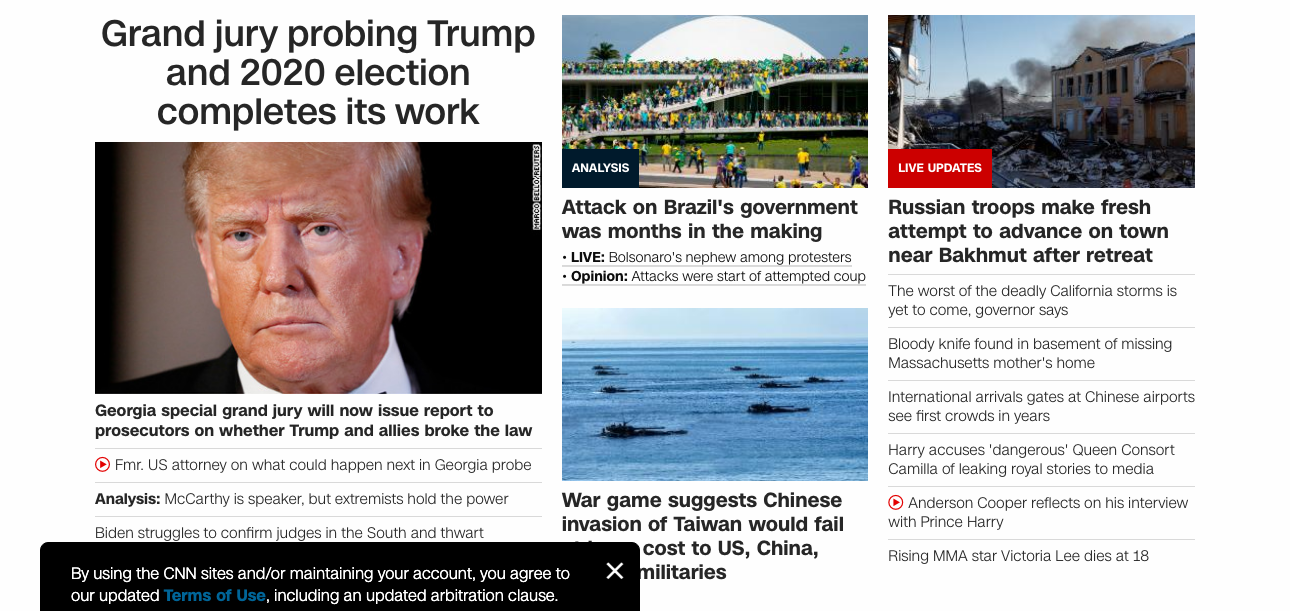 Grand jury probing Trump
and 2020 election
completes its work
MARCO BELLO/REUTERS
Georgia special grand jury will now issue report to
prosecutors on whether Trump and allies broke the law
Fmr. US attorney on what could happen next in Georgia probe
Analysis: McCarthy is speaker, but extremists hold the power
Biden struggles to confirm judges in the South and thwart
ANALYSIS
Attack on Brazil's government
was months in the making
• LIVE: Bolsonaro's nephew among protesters
• Opinion: Attacks were start of attempted coup
War game suggests Chinese
invasion of Taiwan would fail
cost to US, China,
militaries
LIVE UPDATES
Russian troops make fresh
attempt to advance on town
near Bakhmut after retreat
The worst of the deadly California storms is
yet to come, governor says
Bloody knife found in basement of missing
Massachusetts mother's home
International arrivals gates at Chinese airports
see first crowds in years
Harry accuses 'dangerous' Queen Consort
Camilla of leaking royal stories to media
Anderson Cooper reflects on his interview
with Prince Harry
Rising MMA star Victoria Lee dies at 18
By using the CNN sites and/or maintaining your account, you agree to
our updated Terms of Use, including an updated arbitration clause.